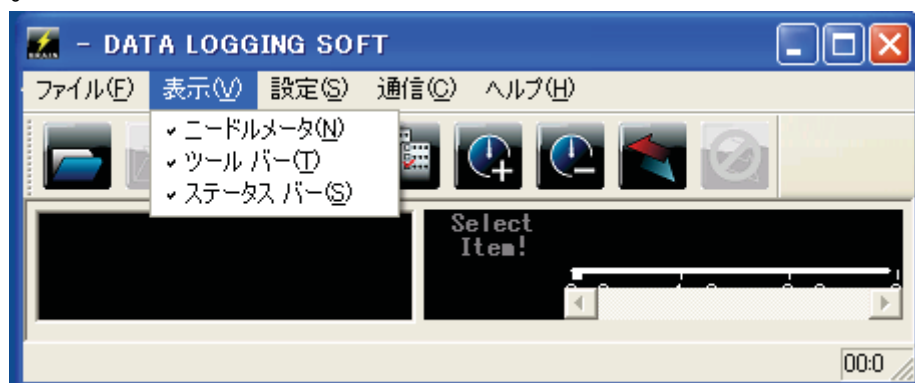 - DATA LOGGING SOFT
ファイル(F) 表示(V) 設定(S) 通信(C) ヘルプ(H)
ニードルメータ(N)
ツール バー(T)
ステータス バー(S)
Select
Item!
00:0